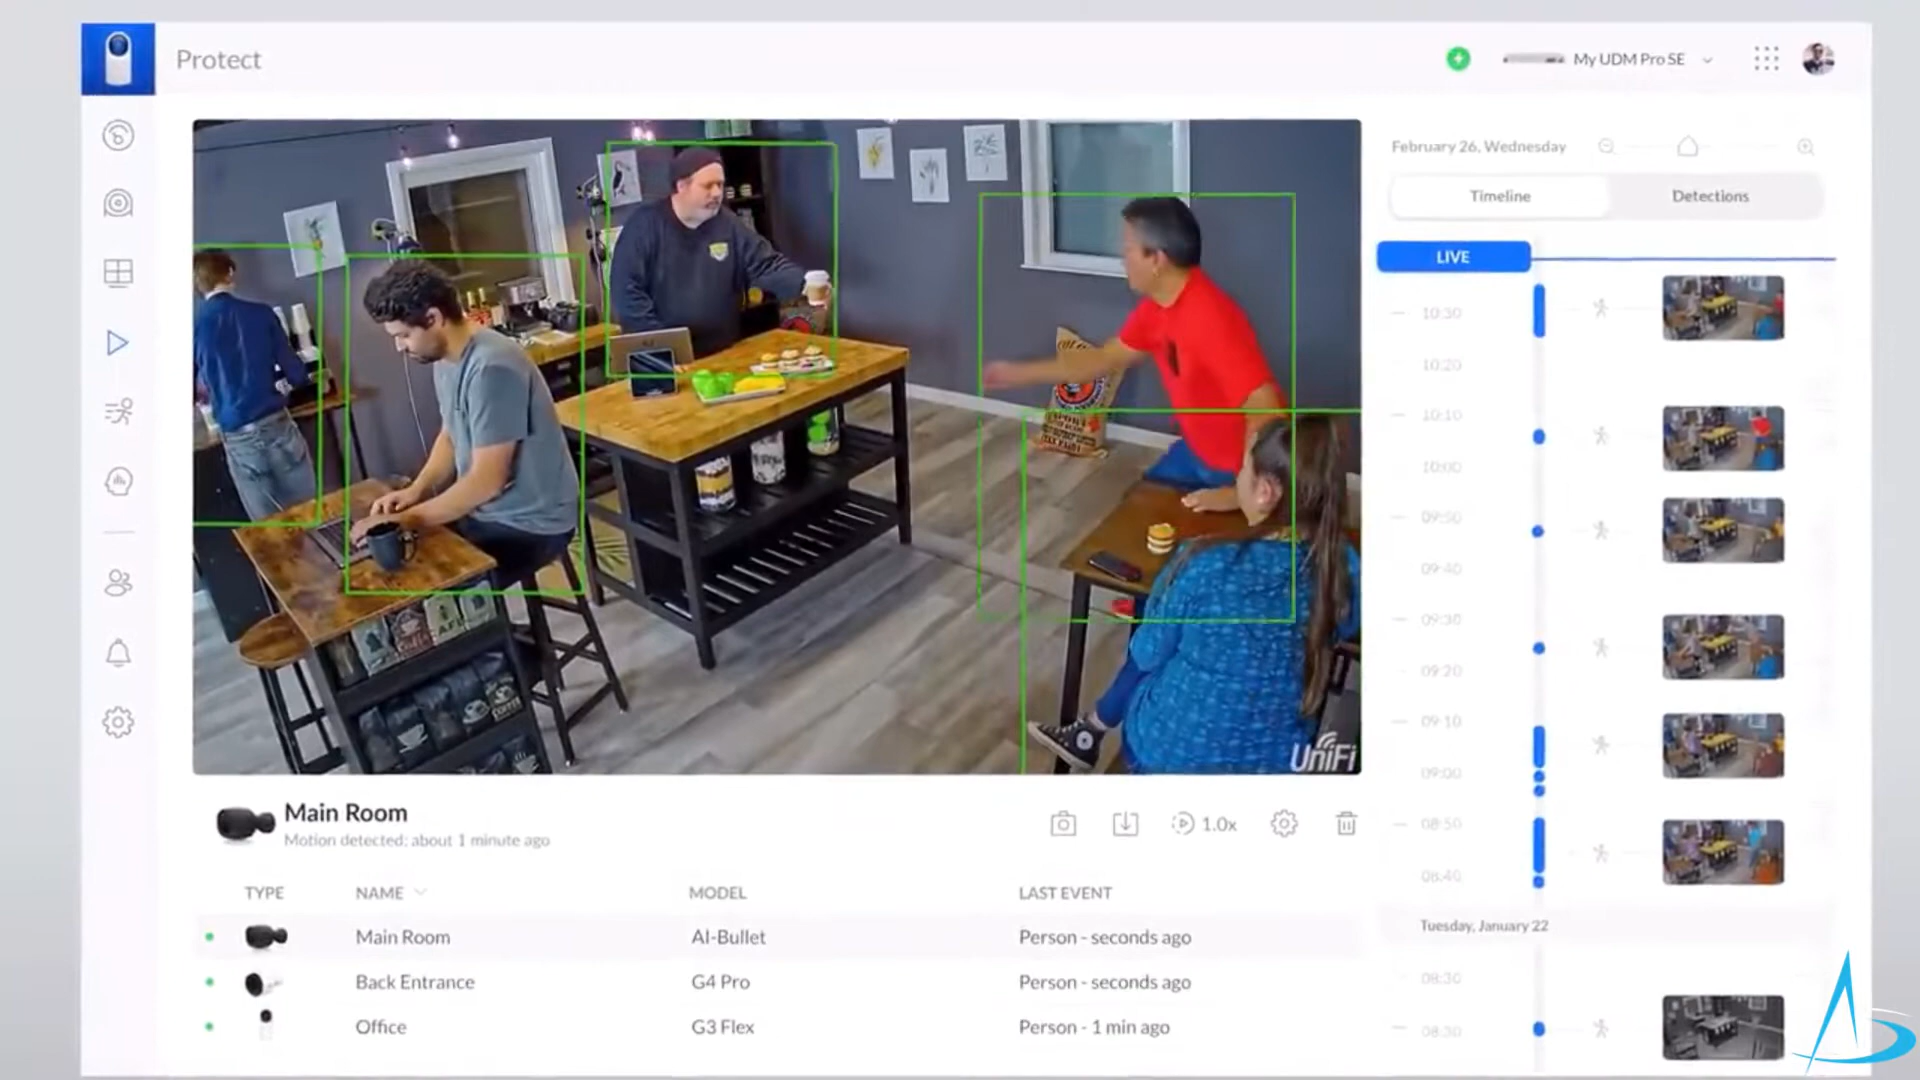 Protect
My UDM Pro SE
February 26, Wednesday
Timeline
Detections
LIVE
10:30
10:20
10:10
10:00
09:50
09:40
09:30
09:20
09:10
09:00
08:50
08:40
Tuesday, January 22
08:30
08:30
UniFi
Main Room
Motion detected: about 1 minute ago
1.0x
TYPE NAME MODEL LAST EVENT
Main Room AI-Bullet Person - seconds ago
Back Entrance G4 Pro Person - seconds ago
Office G3 Flex Person - 1 min ago